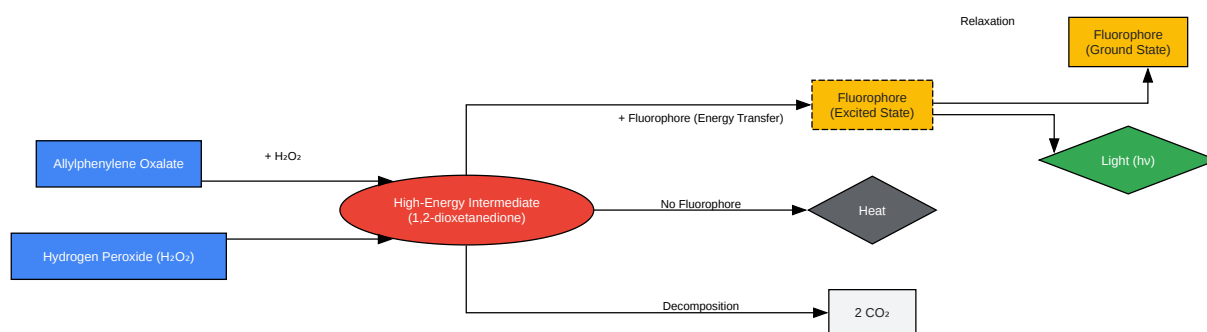 Relaxation
Fluorophore
(Ground State)
Fluorophore
(Excited State)
+ Fluorophore (Energy Transfer)
Allylphenylene Oxalate
+ H₂O₂
Light (hν)
High-Energy Intermediate
(1,2-dioxetanedione)
No Fluorophore
Heat
Hydrogen Peroxide (H₂O₂)
Decomposition
2 CO₂